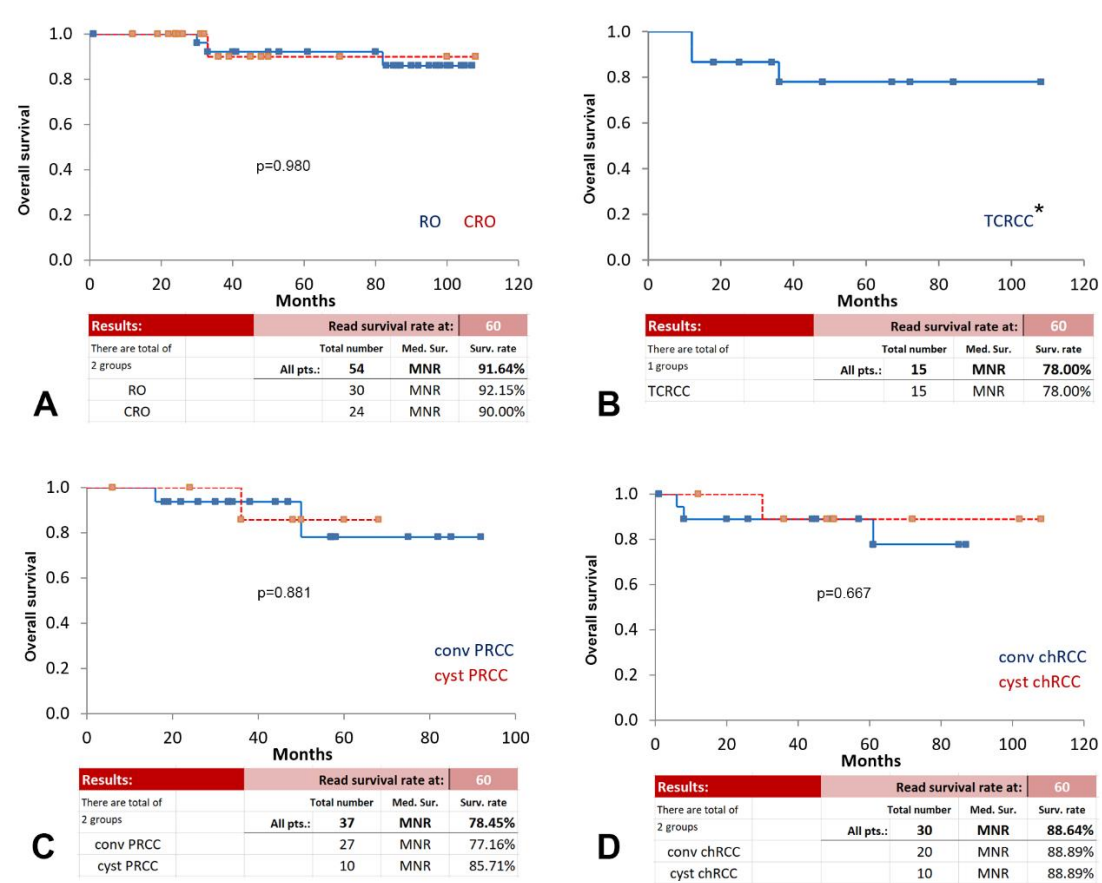 1.0
0.8
0.6
0.4
0.2
0.0
Overall survival
p=0.980
RO CRO
0 20 40 60 80 100 120
Months
Results: Read survival rate at: 60
There are total of Total number Med. Sur. Surv. rate
2 groups All pts.: 54 MNR 91.64%
RO 30 MNR 92.15%
CRO 24 MNR 90.00%
A
1.0
0.8
0.6
0.4
0.2
0.0
Overall survival
TCRCC*
0 20 40 60 80 100 120
Months
Results: Read survival rate at: 60
There are total of Total number Med. Sur. Surv. rate
1 groups All pts.: 15 MNR 78.00%
TCRCC 15 MNR 78.00%
B
1.0
0.8
0.6
0.4
0.2
0.0
Overall survival
p=0.881
conv PRCC
cyst PRCC
0 20 40 60 80 100
Months
Results: Read survival rate at: 60
There are total of Total number Med. Sur. Surv. rate
2 groups All pts.: 37 MNR 78.45%
conv PRCC 27 MNR 77.16%
cyst PRCC 10 MNR 85.71%
C
1.0
0.8
0.6
0.4
0.2
0.0
Overall survival
p=0.667
conv chRCC
cyst chRCC
0 20 40 60 80 100 120
Months
Results: Read survival rate at: 60
There are total of Total number Med. Sur. Surv. rate
2 groups All pts.: 30 MNR 88.64%
conv chRCC 20 MNR 88.89%
cyst chRCC 10 MNR 88.89%
D